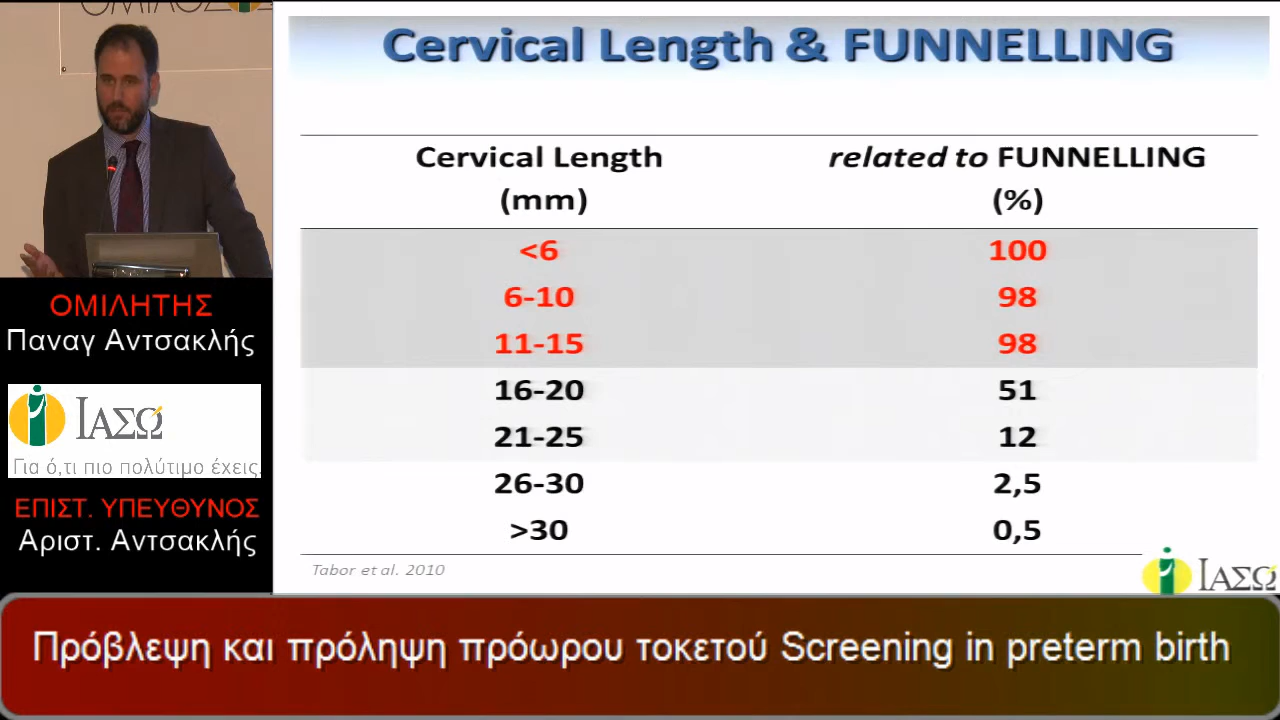 ΟΜΙΛΟΣ
Cervical Length & FUNNELLING
Cervical Length
(mm)
related to FUNNELLING
(%)
<6 100
6-10 98
11-15 98
16-20 51
21-25 12
26-30 2,5
>30 0,5
Tabor et al. 2010
ΙΑΣΩ
ΟΜΙΛΗΤΗΣ
Παναγ Αντσακλής
ΙΑΣΩ
Για ό,τι πιο πολύτιμο έχεις.
ΕΠΙΣΤ. ΥΠΕΥΘΥΝΟΣ
Αριστ. Αντσακλής
Πρόβλεψη και πρόληψη πρόωρου τοκετού Screening in preterm birth